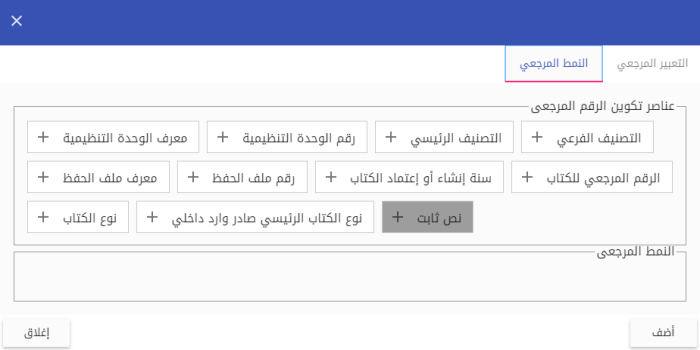 التعبير المرجعي
النمط المرجعي
عناصر تكوين الرقم المرجعى
التصنيف الفرعي +
التصنيف الرئيسي +
رقم الوحدة التنظيمية +
معرف الوحدة التنظيمية +
الرقم المرجعي للكتاب +
سنة إنشاء أو إعتماد الكتاب +
رقم ملف الحفظ +
معرف ملف الحفظ +
نص ثابت +
نوع الكتاب الرئيسي صادر وارد داخلي +
نوع الكتاب +
النمط المرجعى
أضف
إغلاق